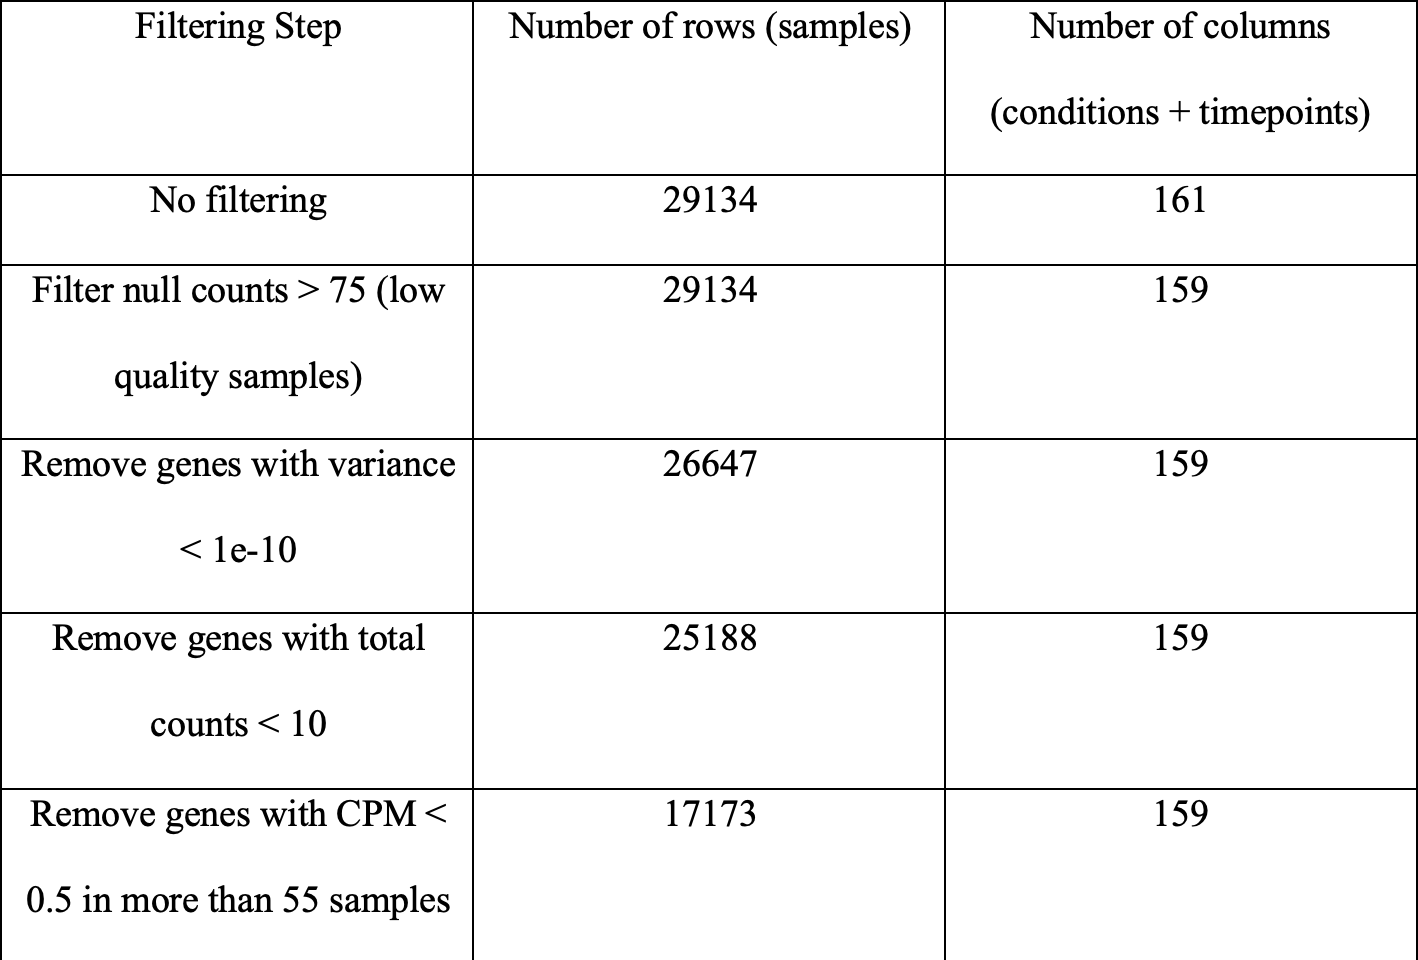 Filtering Step
Number of rows (samples)
Number of columns
(conditions + timepoints)
No filtering
29134
161
Filter null counts > 75 (low
quality samples)
29134
159
Remove genes with variance
< 1e-10
26647
159
Remove genes with total
counts < 10
25188
159
Remove genes with CPM <
0.5 in more than 55 samples
17173
159